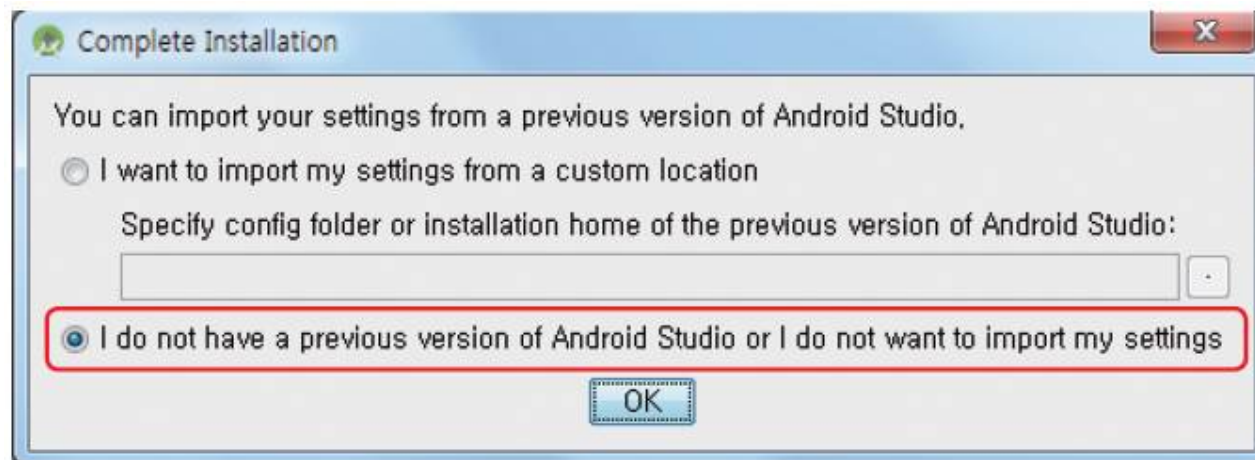 Complete Installation
You can import your settings from a previous version of Android Studio.
I want to import my settings from a custom location
Specify config folder or installation home of the previous version of Android Studio:
.
I do not have a previous version of Android Studio or I do not want to import my settings
OK